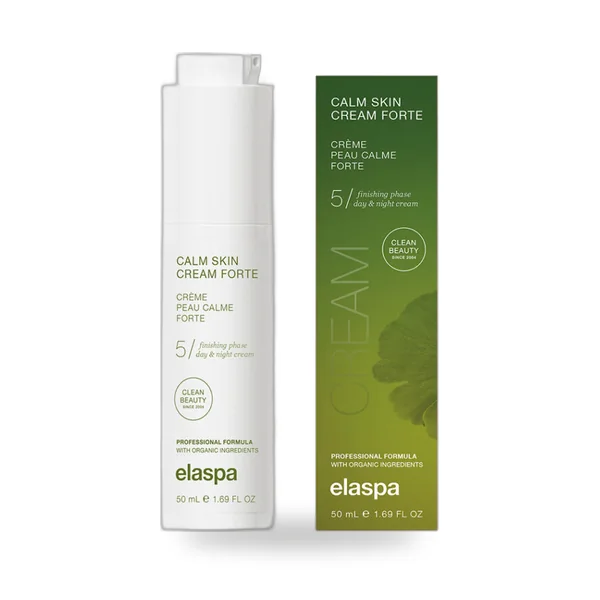 CALM SKIN
CREAM FORTE
CRÈME
PEAU CALME
FORTE
5/ finishing phase
day & night cream
CLEAN
BEAUTY
SINCE 2004
PROFESSIONAL FORMULA
WITH ORGANIC INGREDIENTS
elaspa
50 mL ℮ 1.69 FL OZ
CALM SKIN
CREAM FORTE
CRÈME
PEAU CALME
FORTE
5/ finishing phase
day & night cream
CLEAN
BEAUTY
SINCE 2004
CREAM
PROFESSIONAL FORMULA
WITH ORGANIC INGREDIENTS
elaspa
50 mL ℮ 1.69 FL OZ